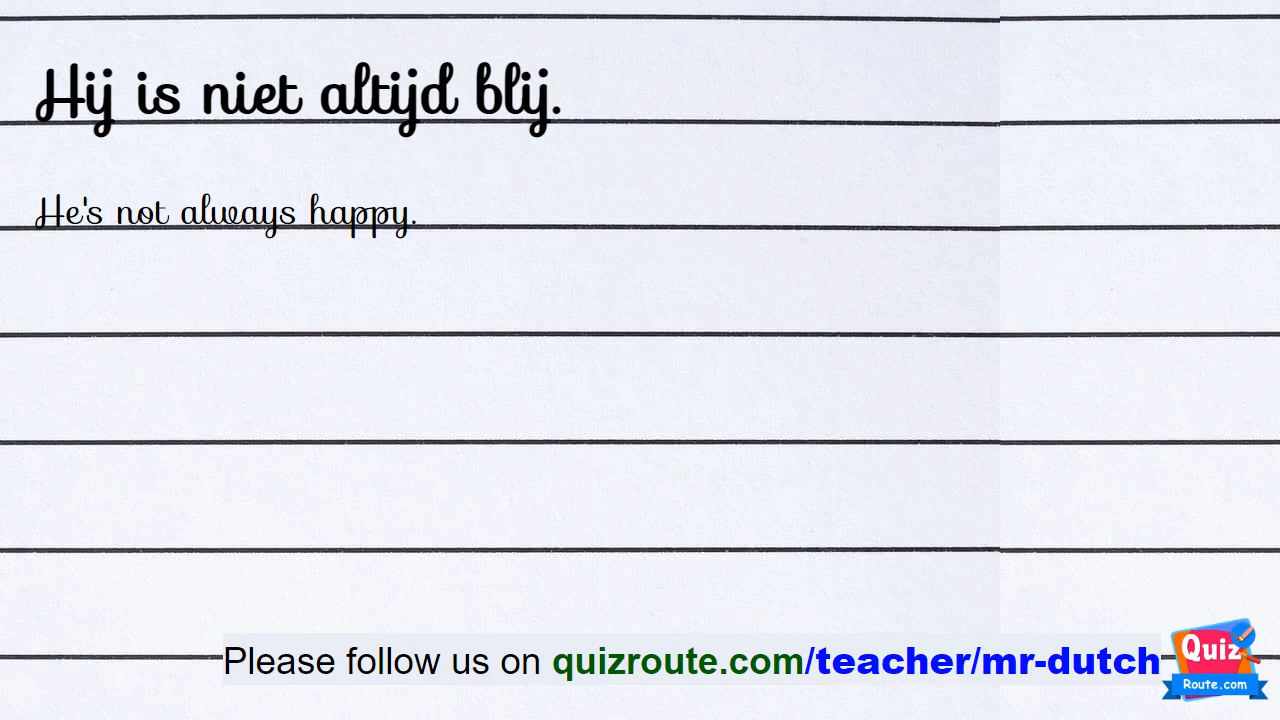 Hij is niet altijd blij.
He's not always happy.
Please follow us on quizroute.com/teacher/mr-dutch
Quiz
Route.com